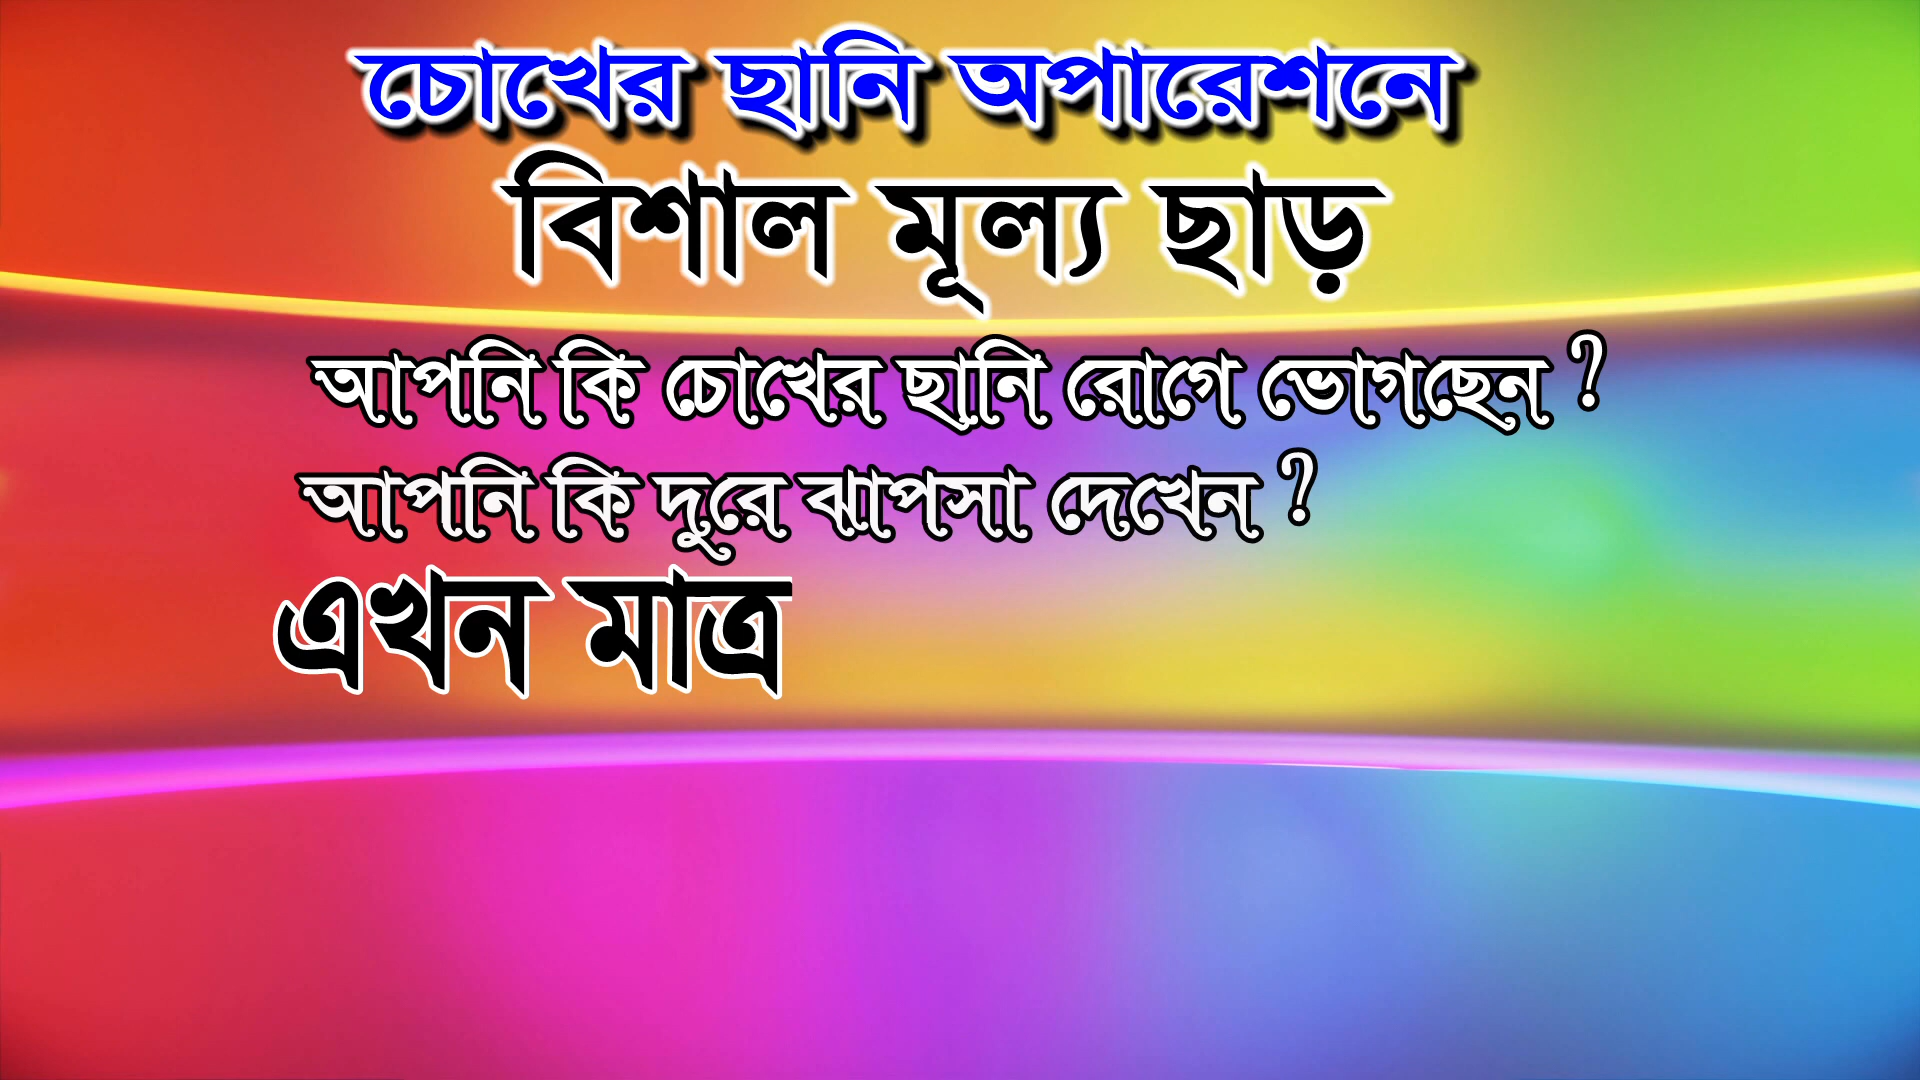 চোখের ছানি অপারেশনে
বিশাল মূল্য ছাড়
আপনি কি চোখের ছানি রোগে ভোগছেন ?
আপনি কি দুরে ঝাপসা দেখেন ?
এখন মাত্র